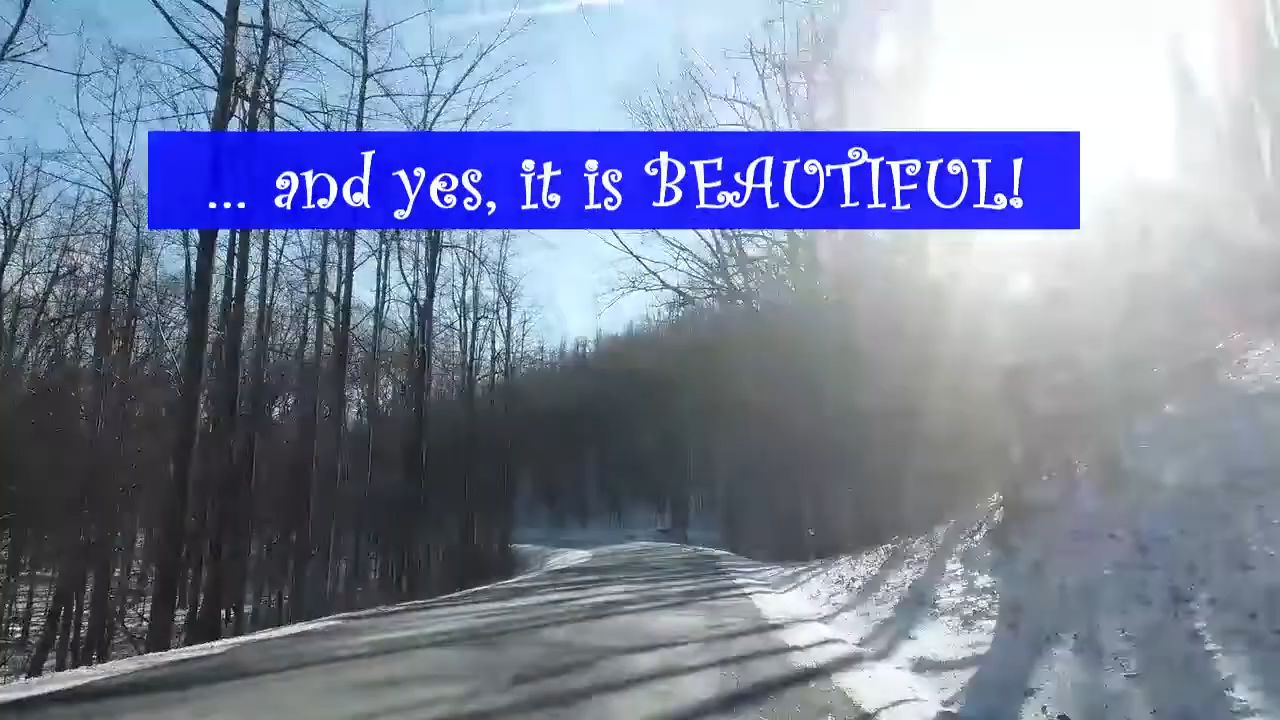 ... and yes, it is BEAUTIFUL!